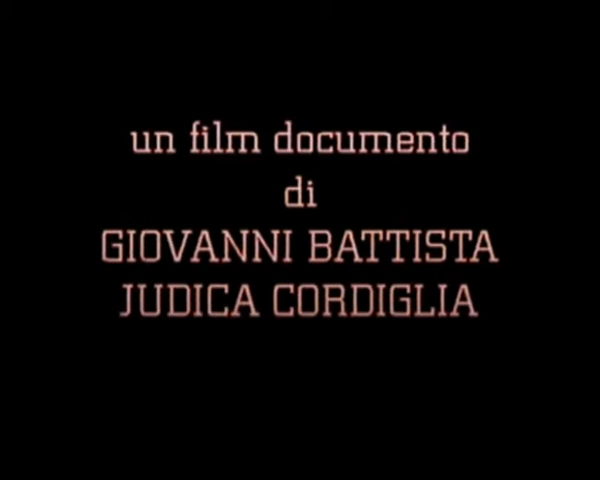 un film documento
di
GIOVANNI BATTISTA
JUDICA CORDIGLIA